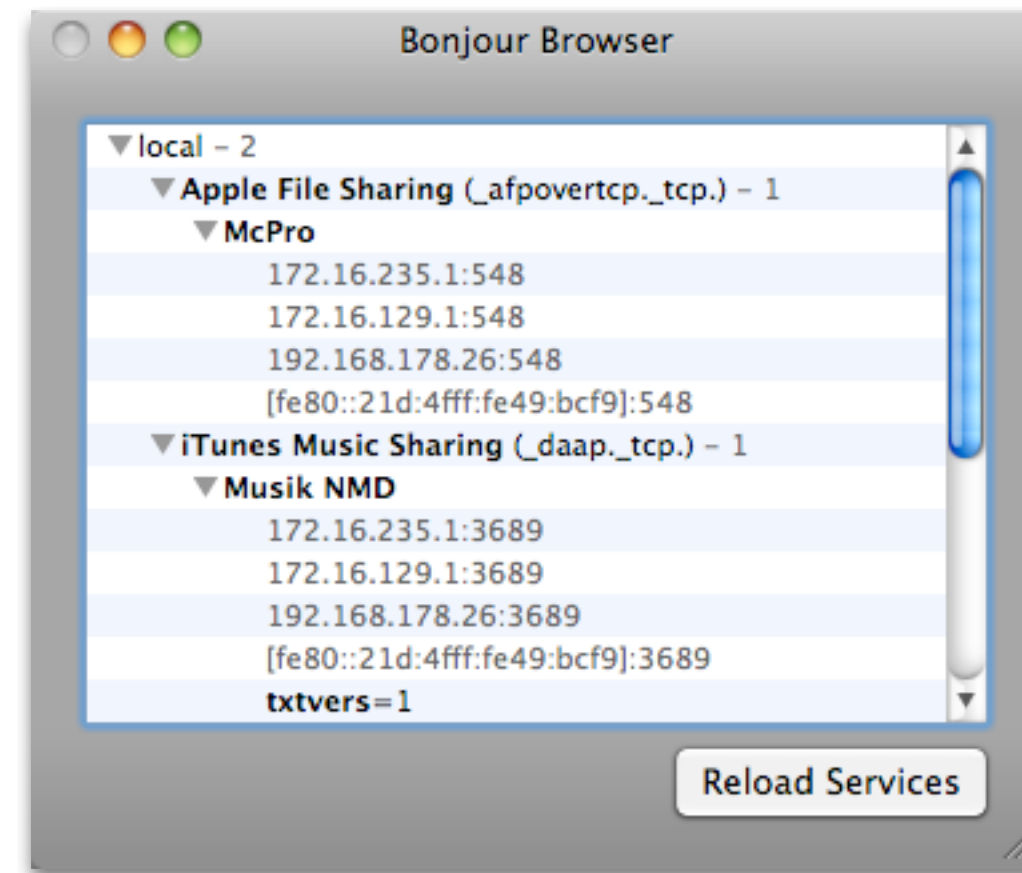 Bonjour Browser
local – 2
Apple File Sharing (_afpovertcp._tcp.) – 1
McPro
172.16.235.1:548
172.16.129.1:548
192.168.178.26:548
[fe80::21d:4fff:fe49:bcf9]:548
iTunes Music Sharing (_daap._tcp.) – 1
Musik NMD
172.16.235.1:3689
172.16.129.1:3689
192.168.178.26:3689
[fe80::21d:4fff:fe49:bcf9]:3689
txtvers=1
Reload Services